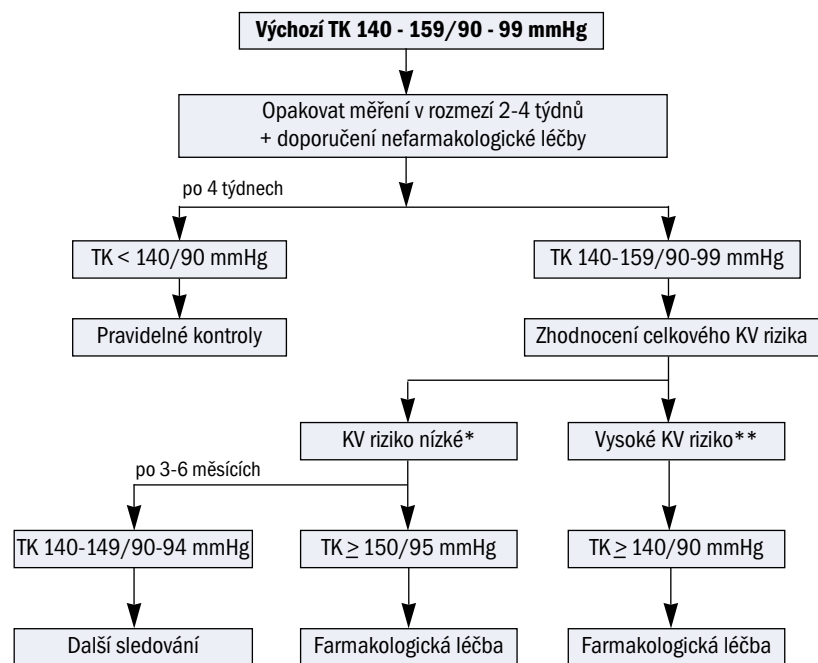 Výchozí TK 140 - 159/90 - 99 mmHg
Opakovat měření v rozmezí 2-4 týdnů
+ doporučení nefarmakologické léčby
po 4 týdnech
TK < 140/90 mmHg
TK 140-159/90-99 mmHg
Pravidelné kontroly
Zhodnocení celkového KV rizika
KV riziko nízké*
Vysoké KV riziko**
po 3-6 měsících
TK 140-149/90-94 mmHg
TK ≥ 150/95 mmHg
TK ≥ 140/90 mmHg
Další sledování
Farmakologická léčba
Farmakologická léčba